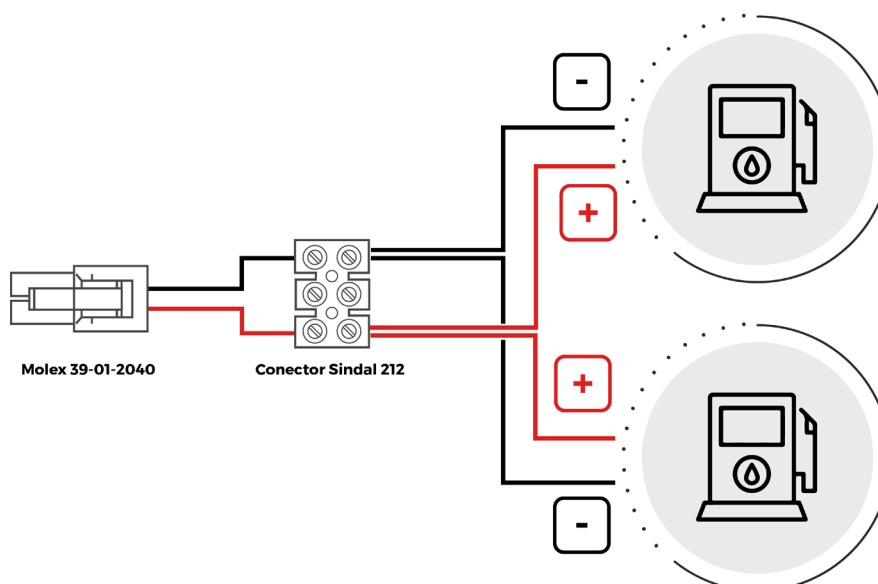 -
+
Molex 39-01-2040
Conector Sindal 212
+
-